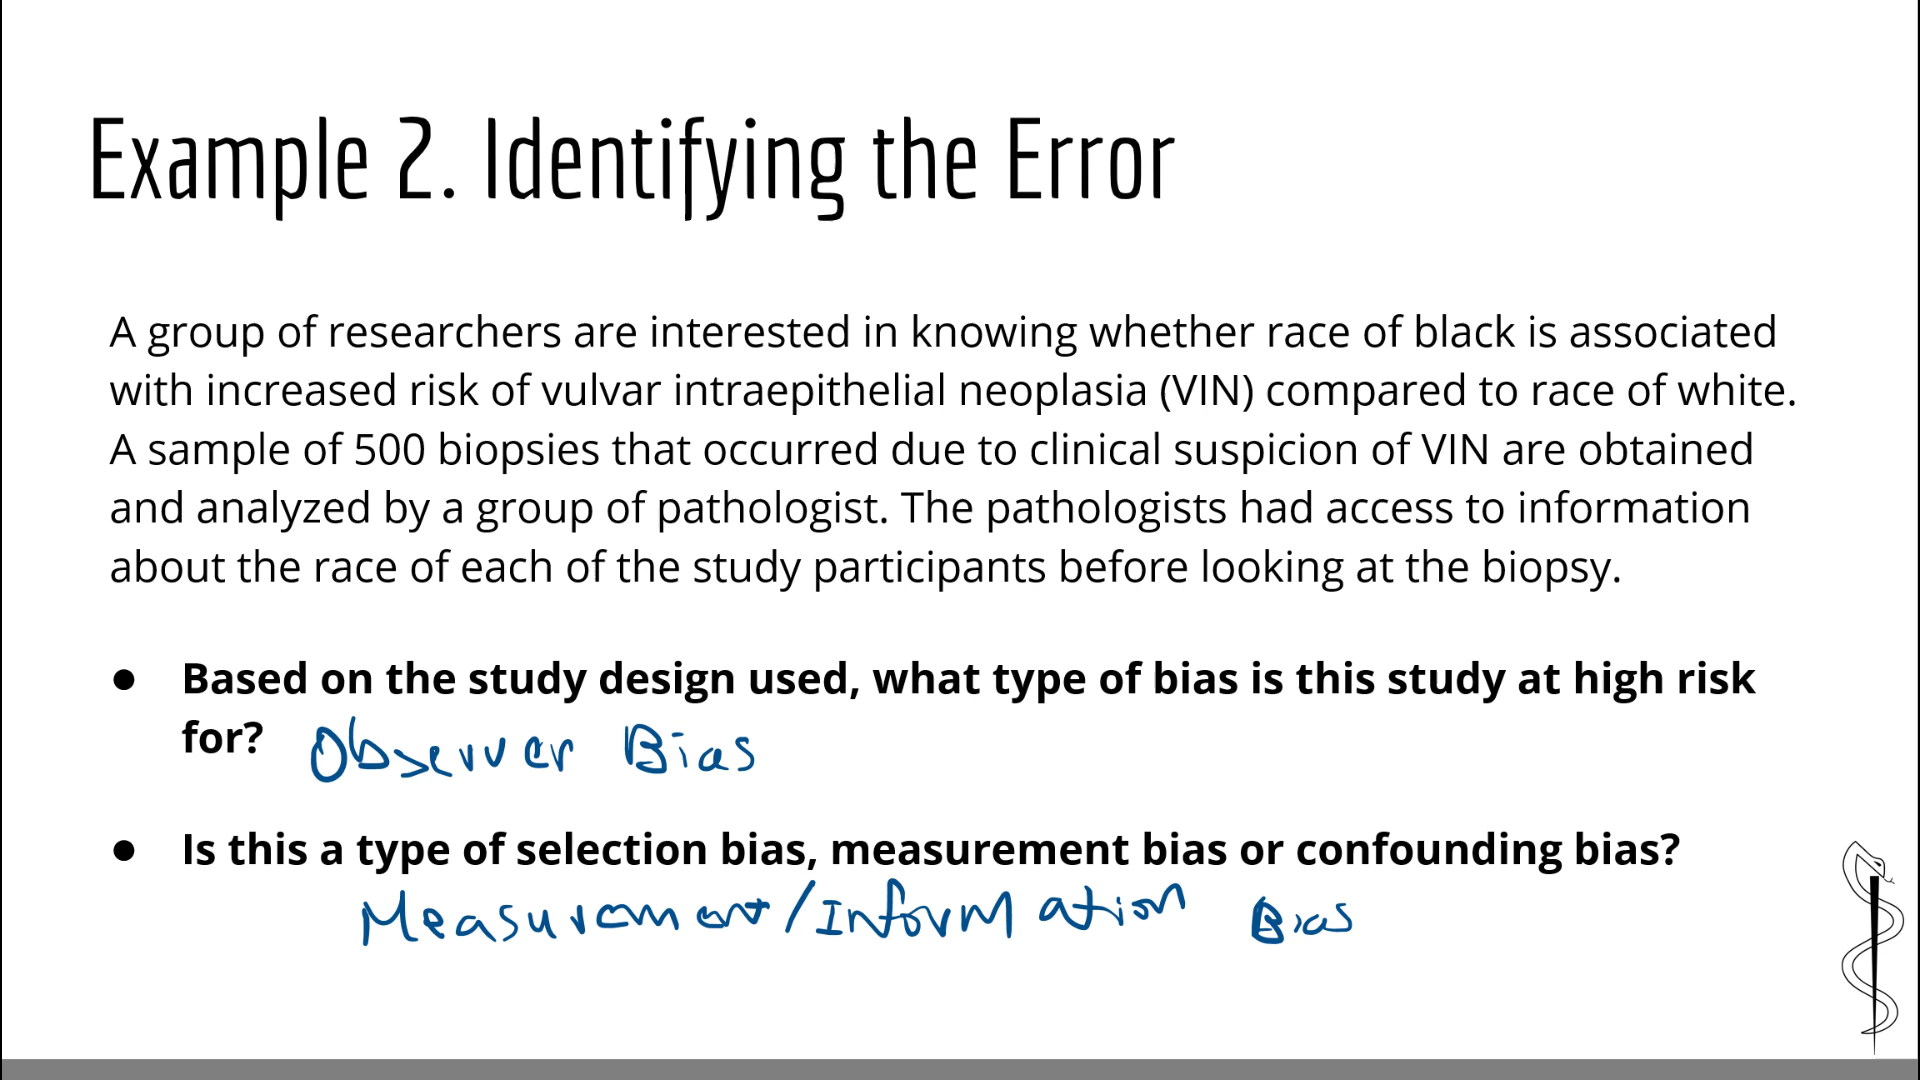 Example 2. Identifying the Error
A group of researchers are interested in knowing whether race of black is associated
with increased risk of vulvar intraepithelial neoplasia (VIN) compared to race of white.
A sample of 500 biopsies that occurred due to clinical suspicion of VIN are obtained
and analyzed by a group of pathologist. The pathologists had access to information
about the race of each of the study participants before looking at the biopsy.
● Based on the study design used, what type of bias is this study at high risk
for? Observer Bias
● Is this a type of selection bias, measurement bias or confounding bias?
Measurement/Information Bias